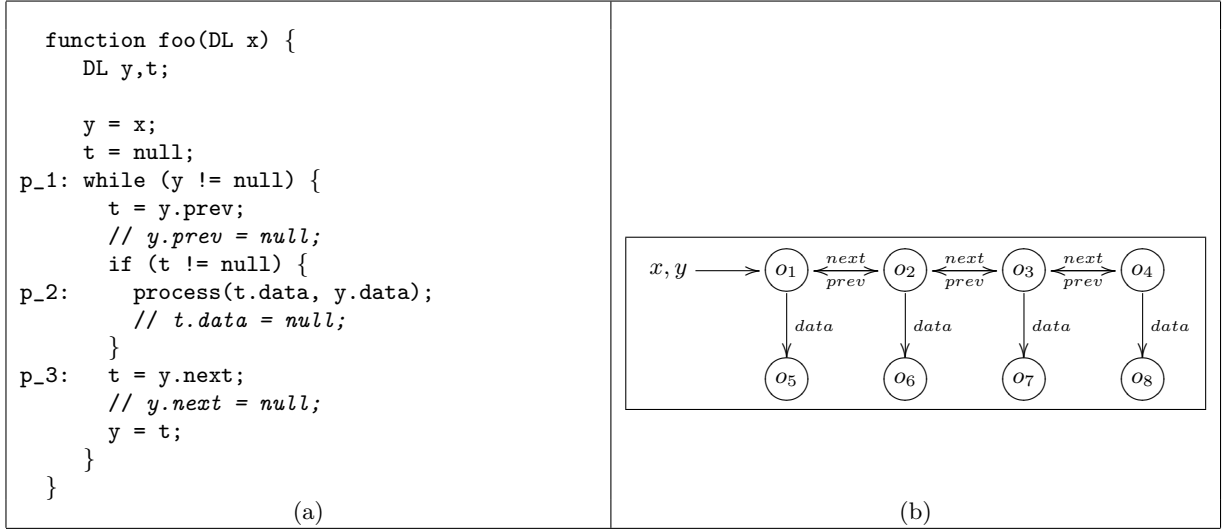 function foo(DL x) {
DL y,t;
y = x;
t = null;
p_1: while (y != null) {
t = y.prev;
// y.prev = null;
if (t != null) {
p_2: process(t.data, y.data);
// t.data = null;
}
p_3: t = y.next;
// y.next = null;
y = t;
}
}
(a)
x, y o₁ next prev o₂ next prev o₃ next prev o₄
data data data data
o₅ o₆ o₇ o₈
(b)